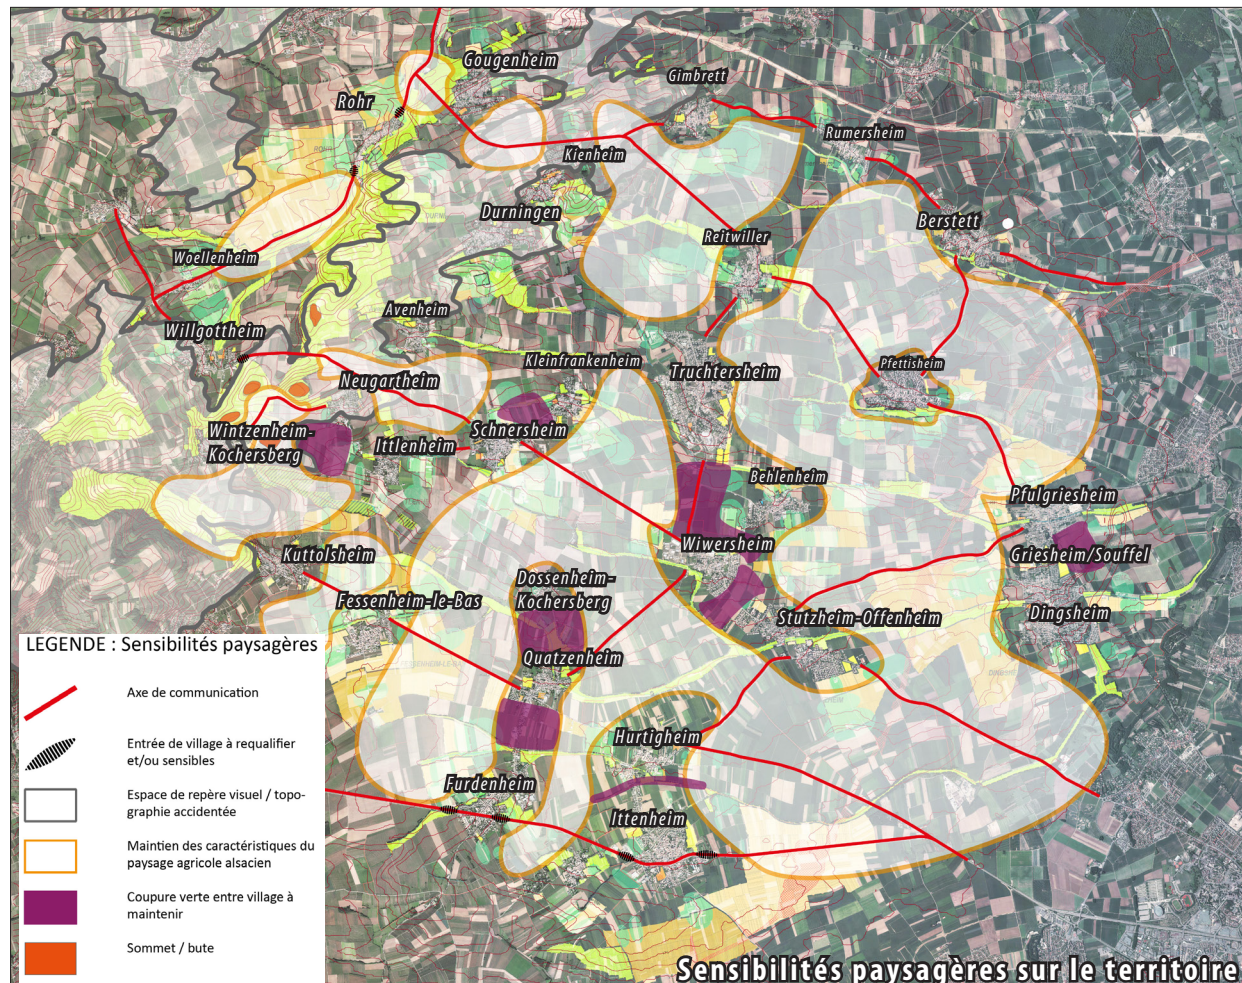 Gougenheim
Gimbrett
Rohr
Rumersheim
Kienheim
Durningen
Berstett
Reitwiller
Woellenheim
Avenheim
Willgottheim
Kleinfrankenheim
Pfettisheim
Truchtersheim
Neugartheim
Wintzenheim-
Kochersberg
Schnersheim
Ittlenheim
Behlenheim
Pfulgriesheim
Wiwersheim
Griesheim/Souffel
Kuttolsheim
Dossenheim-
Kochersberg
Fessenheim-le-Bas
Dingsheim
Stutzheim-Offenheim
Quatzenheim
Hurtigheim
Furdenheim
Ittenheim
LEGENDE : Sensibilités paysagères
Axe de communication
Entrée de village à requalifier
et/ou sensibles
Espace de repère visuel / topo-
graphie accidentée
Maintien des caractéristiques du
paysage agricole alsacien
Coupure verte entre village à
maintenir
Sommet / bute
Sensibilités paysagères sur le territoire